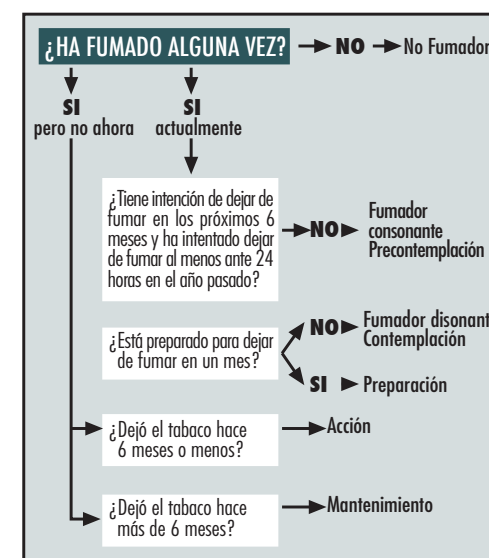 ¿HA FUMADO ALGUNA VEZ?
NO
No Fumador
SI
pero no ahora
SI
actualmente
¿Tiene intención de dejar de
fumar en los próximos 6
meses y ha intentado dejar
de fumar al menos ante 24
horas en el año pasado?
NO
Fumador
consonante
Precontemplación
¿Está preparado para dejar
de fumar en un mes?
NO
Fumador disonant
Contemplación
SI
Preparación
¿Dejó el tabaco hace
6 meses o menos?
Acción
¿Dejó el tabaco hace
más de 6 meses?
Mantenimiento